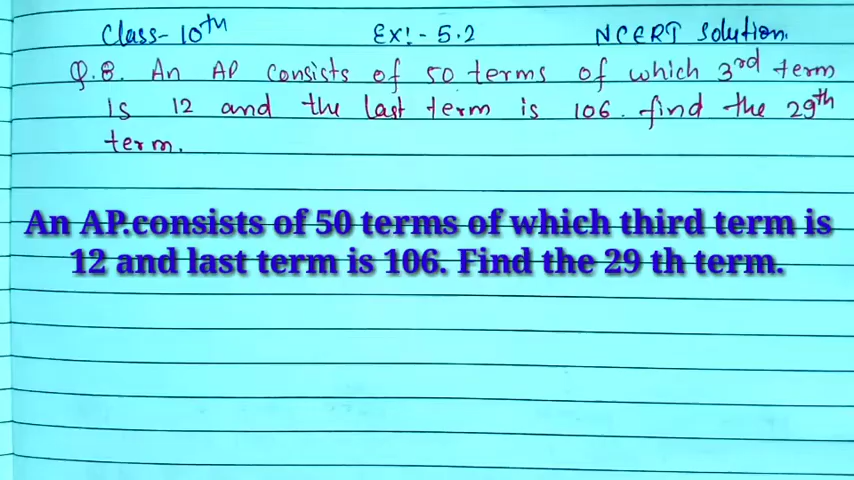 Class- 10th Ex!- 5.2 NCERT Solution.
Q.8. An AP consists of 50 terms of which 3rd term
is 12 and the last term is 106. find the 29th
term.
An AP.consists of 50 terms of which third term is
12 and last term is 106. Find the 29 th term.